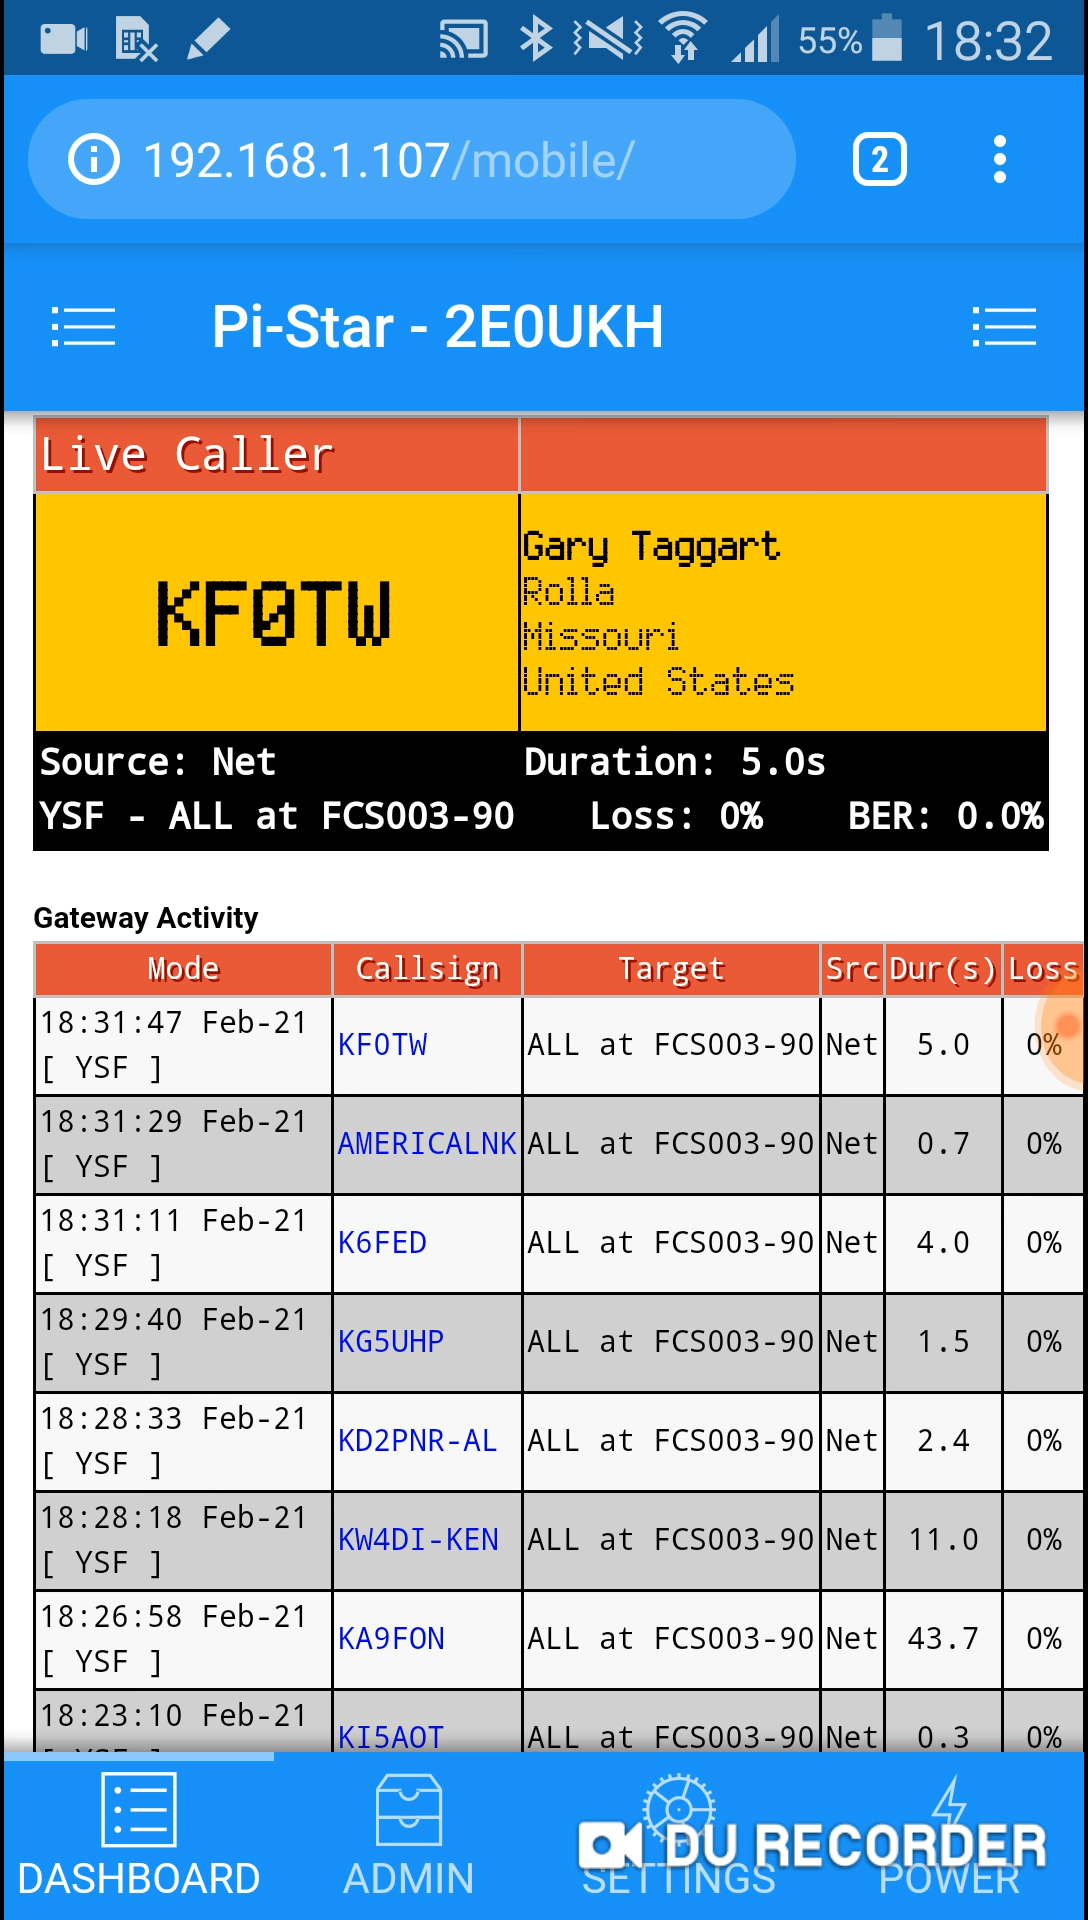 55% 18:32
192.168.1.107/mobile/ 2
Pi-Star - 2E0UKH
Live Caller
KF0TW
Gary Taggart
Rolla
Missouri
United States
Source: Net Duration: 5.0s
YSF - ALL at FCS003-90 Loss: 0% BER: 0.0%
Gateway Activity
Mode Callsign Target Src Dur(s) Loss
18:31:47 Feb-21
[ YSF ]
KF0TW ALL at FCS003-90 Net 5.0 0%
18:31:29 Feb-21
[ YSF ]
AMERICALNK ALL at FCS003-90 Net 0.7 0%
18:31:11 Feb-21
[ YSF ]
K6FED ALL at FCS003-90 Net 4.0 0%
18:29:40 Feb-21
[ YSF ]
KG5UHP ALL at FCS003-90 Net 1.5 0%
18:28:33 Feb-21
[ YSF ]
KD2PNR-AL ALL at FCS003-90 Net 2.4 0%
18:28:18 Feb-21
[ YSF ]
KW4DI-KEN ALL at FCS003-90 Net 11.0 0%
18:26:58 Feb-21
[ YSF ]
KA9FON ALL at FCS003-90 Net 43.7 0%
18:23:10 Feb-21
KI5AOT ALL at FCS003-90 Net 0.3 0%
DU RECORDER
DASHBOARD ADMIN SETTINGS POWER